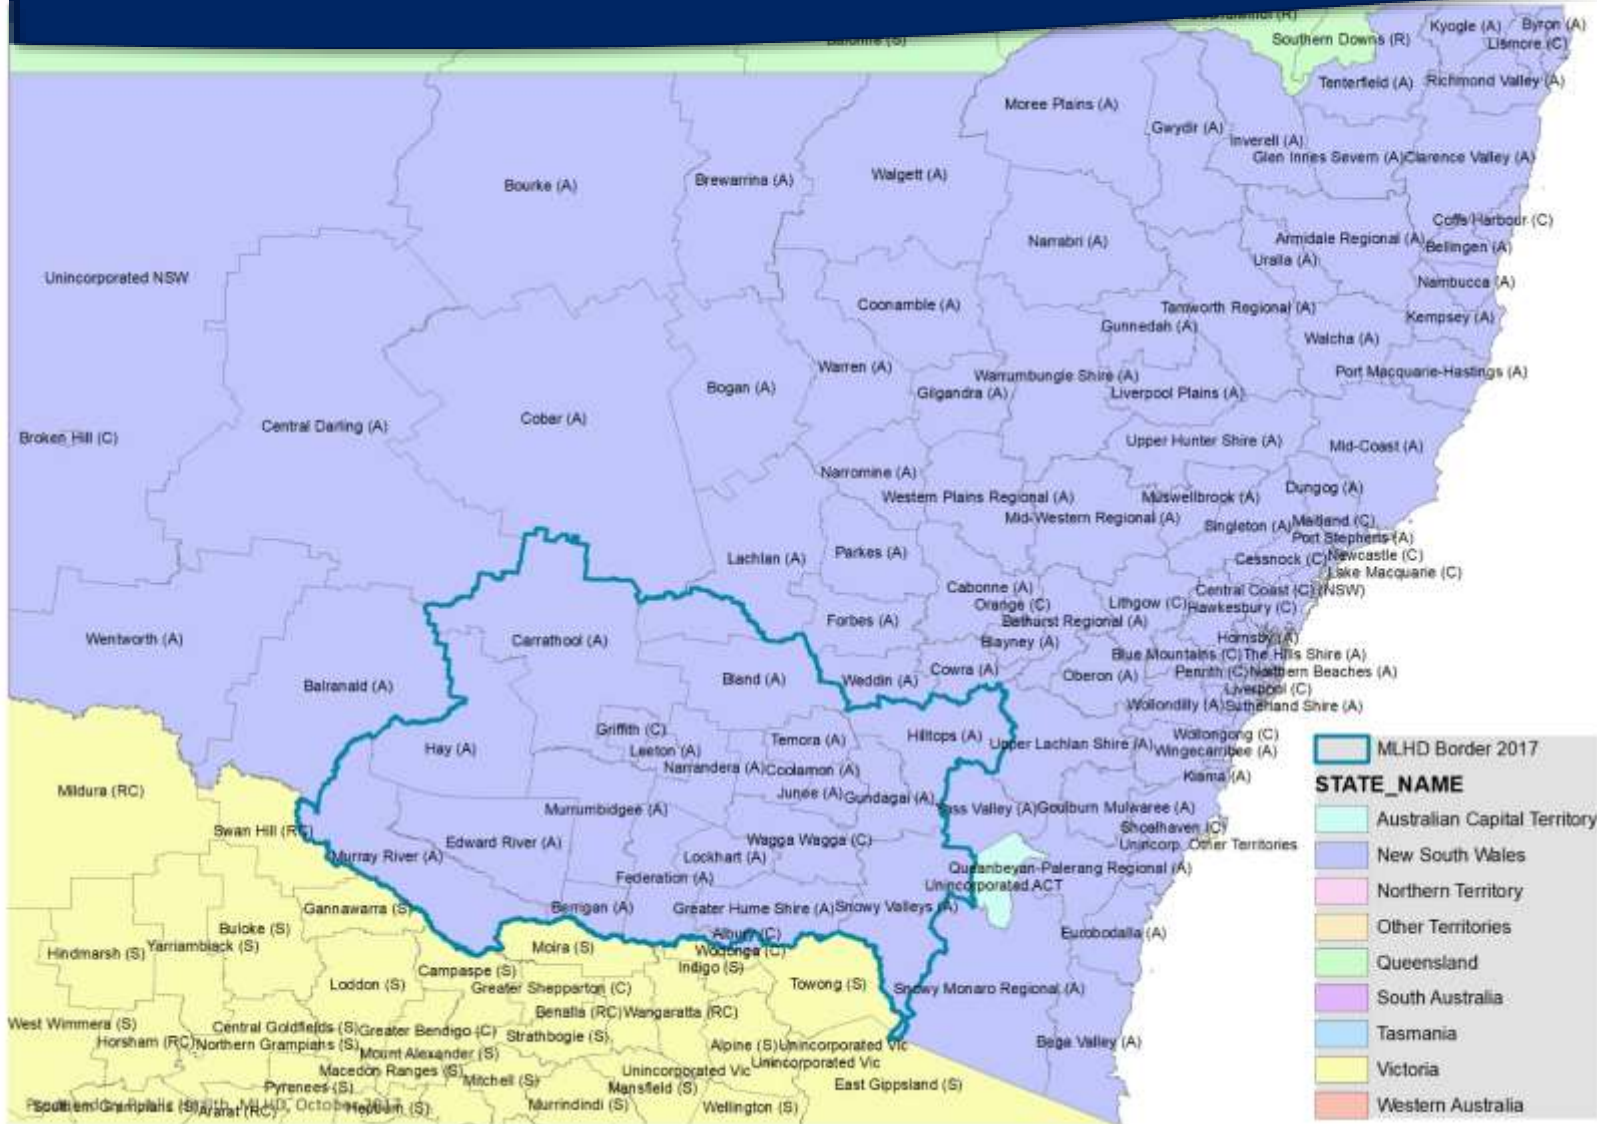 Balonne (S)
Southern Downs (R)
Kyogle (A)
Byron (A)
Lismore (C)
Tenterfield (A)
Richmond Valley (A)
Moree Plains (A)
Gwydir (A)
Inverell (A)
Glen Innes Severn (A)
Clarence Valley (A)
Bourke (A)
Brewarrina (A)
Walgett (A)
Coffs Harbour (C)
Narrabri (A)
Armidale Regional (A)
Bellingen (A)
Uralla (A)
Unincorporated NSW
Nambucca (A)
Coonamble (A)
Tamworth Regional (A)
Kempsey (A)
Gunnedah (A)
Walcha (A)
Warren (A)
Warrumbungle Shire (A)
Port Macquarie-Hastings (A)
Bogan (A)
Gilgandra (A)
Liverpool Plains (A)
Cobar (A)
Central Darling (A)
Broken Hill (C)
Upper Hunter Shire (A)
Mid-Coast (A)
Narromine (A)
Western Plains Regional (A)
Muswellbrook (A)
Dungog (A)
Mid-Western Regional (A)
Singleton (A)
Maitland (C)
Port Stephens (A)
Lachlan (A)
Parkes (A)
Cessnock (C)
Newcastle (C)
Lake Macquarie (C)
Cabonne (A)
Central Coast (C) (NSW)
Orange (C)
Lithgow (C)
Hawkesbury (C)
Forbes (A)
Bathurst Regional (A)
Wentworth (A)
Carrathool (A)
Blayney (A)
Hornsby (A)
Blue Mountains (C)
The Hills Shire (A)
Balranald (A)
Bland (A)
Weddin (A)
Cowra (A)
Oberon (A)
Penrith (C)
Northern Beaches (A)
Liverpool (C)
Wollondilly (A)
Sutherland Shire (A)
Griffith (C)
Hay (A)
Leeton (A)
Temora (A)
Hilltops (A)
Upper Lachlan Shire (A)
Wollongong (C)
Wingecarribee (A)
Narrandera (A)
Coolamon (A)
Kiama (A)
Mildura (RC)
Junee (A)
Gundagai (A)
Murrumbidgee (A)
Yass Valley (A)
Goulburn Mulwaree (A)
Swan Hill (RC)
Edward River (A)
Wagga Wagga (C)
Shoalhaven (C)
Unincorp. Other Territories
Murray River (A)
Lockhart (A)
Queanbeyan-Palerang Regional (A)
Federation (A)
Unincorporated ACT
Gannawarra (S)
Berrigan (A)
Greater Hume Shire (A)
Snowy Valleys (A)
Buloke (S)
Albury (C)
Eurobodalla (A)
Hindmarsh (S)
Yarriambiack (S)
Moira (S)
Wodonga (C)
Campaspe (S)
Indigo (S)
Loddon (S)
Greater Shepparton (C)
Towong (S)
Snowy Monaro Regional (A)
Benalla (RC)
Wangaratta (RC)
West Wimmera (S)
Central Goldfields (S)
Greater Bendigo (C)
Strathbogie (S)
Horsham (RC)
Northern Grampians (S)
Mount Alexander (S)
Alpine (S)
Unincorporated Vic
Bega Valley (A)
Macedon Ranges (S)
Unincorporated Vic
Unincorporated Vic
Pyrenees (S)
Mitchell (S)
Mansfield (S)
East Gippsland (S)
Southern Grampians (S)
Ararat (RC)
Hepburn (S)
Murrindindi (S)
Wellington (S)
MLHD Border 2017
STATE_NAME
Australian Capital Territory
New South Wales
Northern Territory
Other Territories
Queensland
South Australia
Tasmania
Victoria
Western Australia